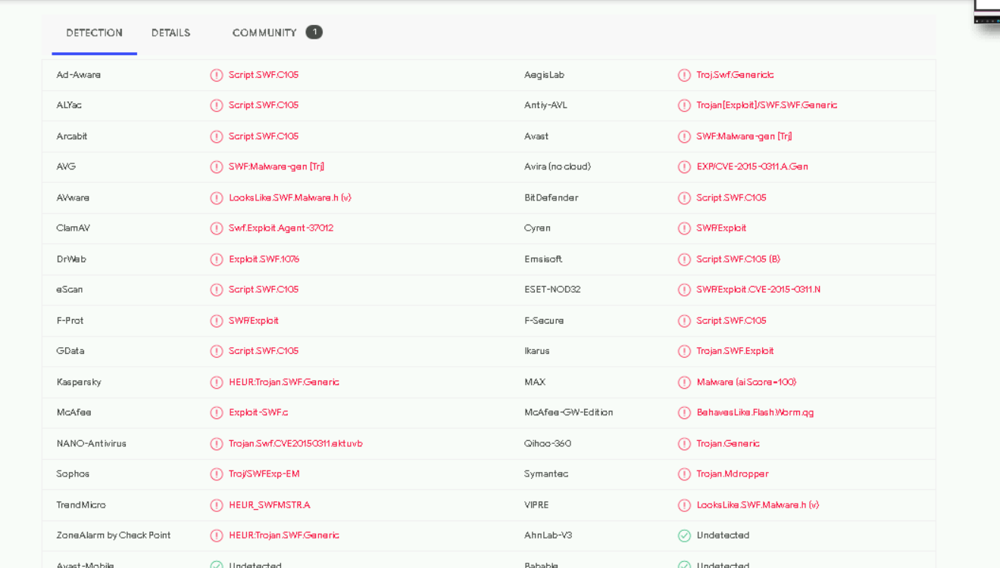 DETECTION DETAILS COMMUNITY 1
Ad-Aware Script.SWF.C105 AegisLab Troj.Swf.Generic!c
ALYac Script.SWF.C105 Antiy-AVL Trojan[Exploit]/SWF.SWF.Generic
Arcabit Script.SWF.C105 Avast SWF:Malware-gen [Trj]
AVG SWF:Malware-gen [Trj] Avira (no cloud) EXP/CVE-2015-0311.A.Gen
AVware LooksLike.SWF.Malware.h (v) BitDefender Script.SWF.C105
ClamAV Swf.Exploit.Agent-37012 Cyren SWF/Exploit
DrWeb Exploit.SWF.1076 Emsisoft Script.SWF.C105 (B)
eScan Script.SWF.C105 ESET-NOD32 SWF/Exploit.CVE-2015-0311.N
F-Prot SWF/Exploit F-Secure Script.SWF.C105
GData Script.SWF.C105 Ikarus Trojan.SWF.Exploit
Kaspersky HEUR:Trojan.SWF.Generic MAX Malware (ai Score=100)
McAfee Exploit-SWF.c McAfee-GW-Edition BehavesLike.Flash.Worm.qg
NANO-Antivirus Trojan.Swf.CVE20150311.ektuvb Qihoo-360 Trojan.Generic
Sophos Troj/SWFExp-EM Symantec Trojan.Mdropper
TrendMicro HEUR_SWFMSTR.A VIPRE LooksLike.SWF.Malware.h (v)
ZoneAlarm by Check Point HEUR:Trojan.SWF.Generic AhnLab-V3 Undetected
Avast-Mobile Undetected Babable Undetected